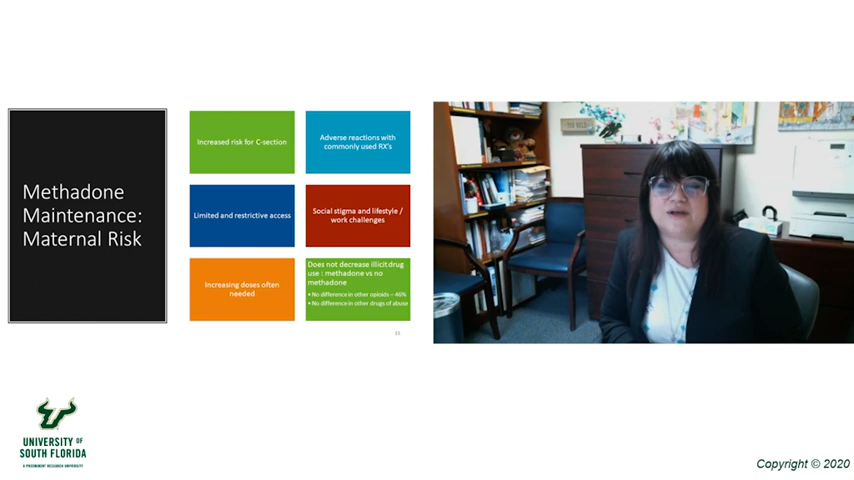 Methadone
Maintenance:
Maternal Risk
Increased risk for C-section
Adverse reactions with
commonly used RX's
Limited and restrictive access
Social stigma and lifestyle /
work challenges
Increasing doses often
needed
Does not decrease illicit drug
use : methadone vs no
methadone
• No difference in other opioids – 46%
• No difference in other drugs of abuse
UNIVERSITY OF
SOUTH FLORIDA
A PREEMINENT RESEARCH UNIVERSITY
Copyright © 2020